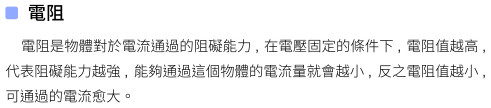 電阻
電阻是物體對於電流通過的阻礙能力,在電壓固定的條件下,電阻值越高,
代表阻礙能力越強,能夠通過這個物體的電流量就會越小,反之電阻值越小,
可通過的電流愈大。